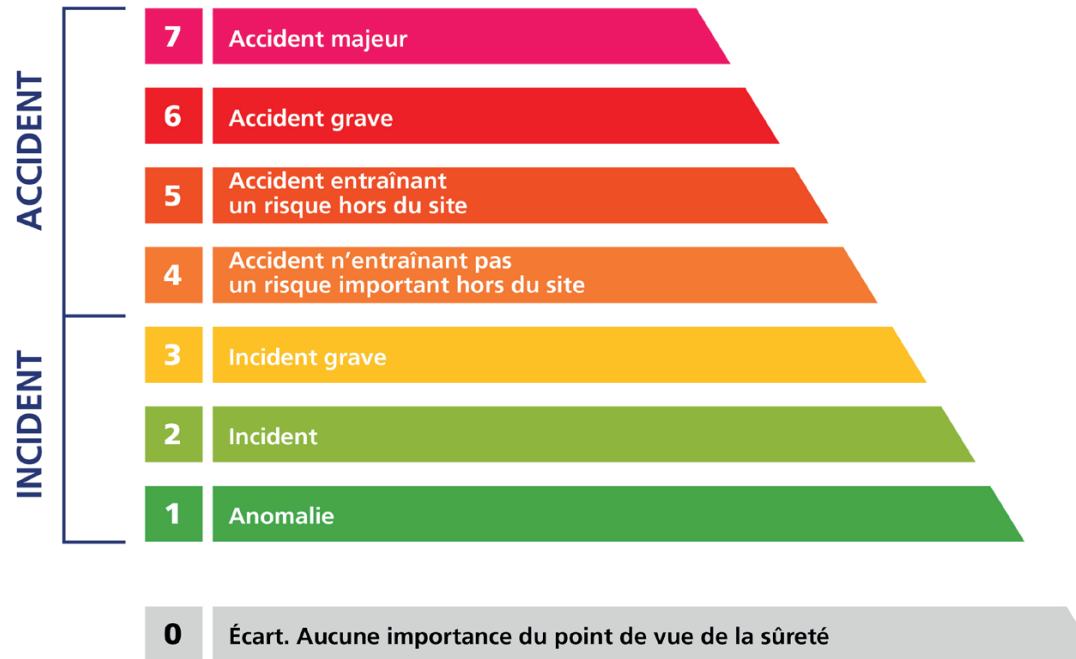 ACCIDENT
7 Accident majeur
6 Accident grave
5 Accident entraînant
un risque hors du site
4 Accident n’entraînant pas
un risque important hors du site
INCIDENT
3 Incident grave
2 Incident
1 Anomalie
0 Écart. Aucune importance du point de vue de la sûreté